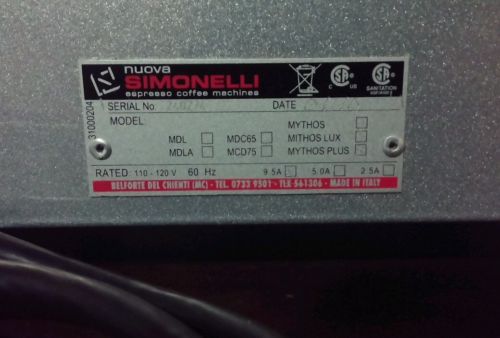 nuova
SIMONELLI
espresso coffee machines
C US
SANITATION
31000204
SERIAL No.
DATE
MODEL
MYTHOS
MDL
MDC65
MITHOS LUX
MDLA
MCD75
MYTHOS PLUS
RATED 110 - 120 V 60 Hz 9.5A 5.0A 2.5A
BELFORTE DEL CHIENTI (MC) - TEL. 0733 9501 - TLX 561306 - MADE IN ITALY